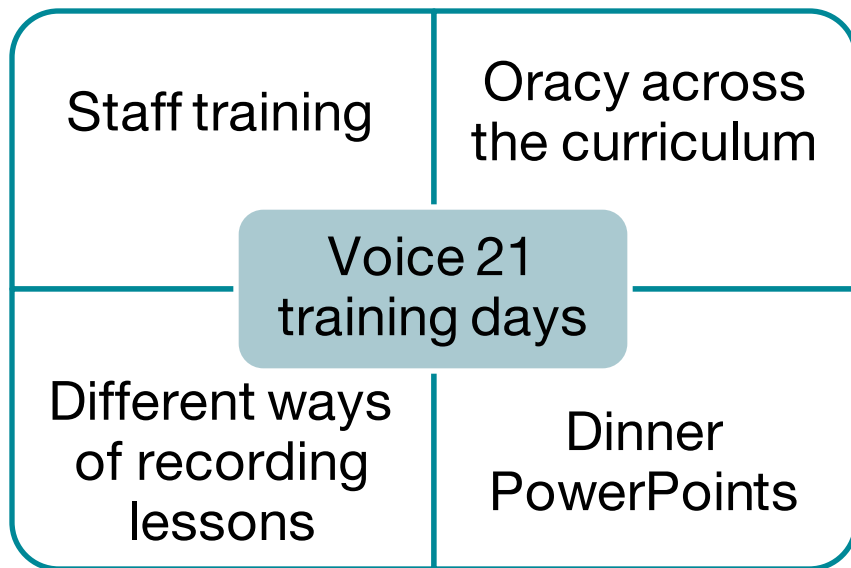 Staff training
Oracy across
the curriculum
Voice 21
training days
Different ways
of recording
lessons
Dinner
PowerPoints